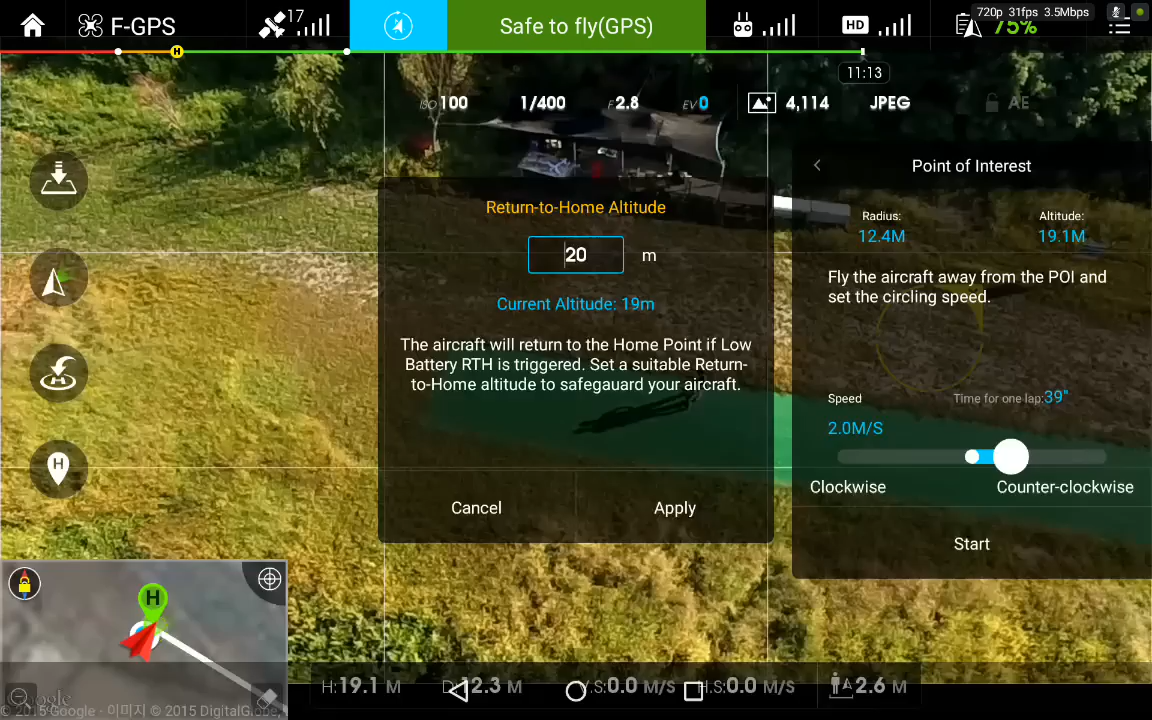 720p 31fps 3.5Mbps
F-GPS
17
Safe to fly(GPS)
HD
75%
H
11:13
ISO 100
1/400
F 2.8
EV 0
4,114
JPEG
AE
Point of Interest
Radius:
12.4M
Altitude:
19.1M
Fly the aircraft away from the POI and
set the circling speed.
Speed
Time for one lap:39"
2.0M/S
Clockwise
Counter-clockwise
Start
Return-to-Home Altitude
20 m
Current Altitude: 19m
The aircraft will return to the Home Point if Low
Battery RTH is triggered. Set a suitable Return-
to-Home altitude to safegauard your aircraft.
Cancel
Apply
H
H
H
Google
© 2015 Google - 이미지 © 2015 DigitalGlobe,
H:19.1 M
D:12.3 M
V.S:0.0 M/S
H.S:0.0 M/S
2.6 M